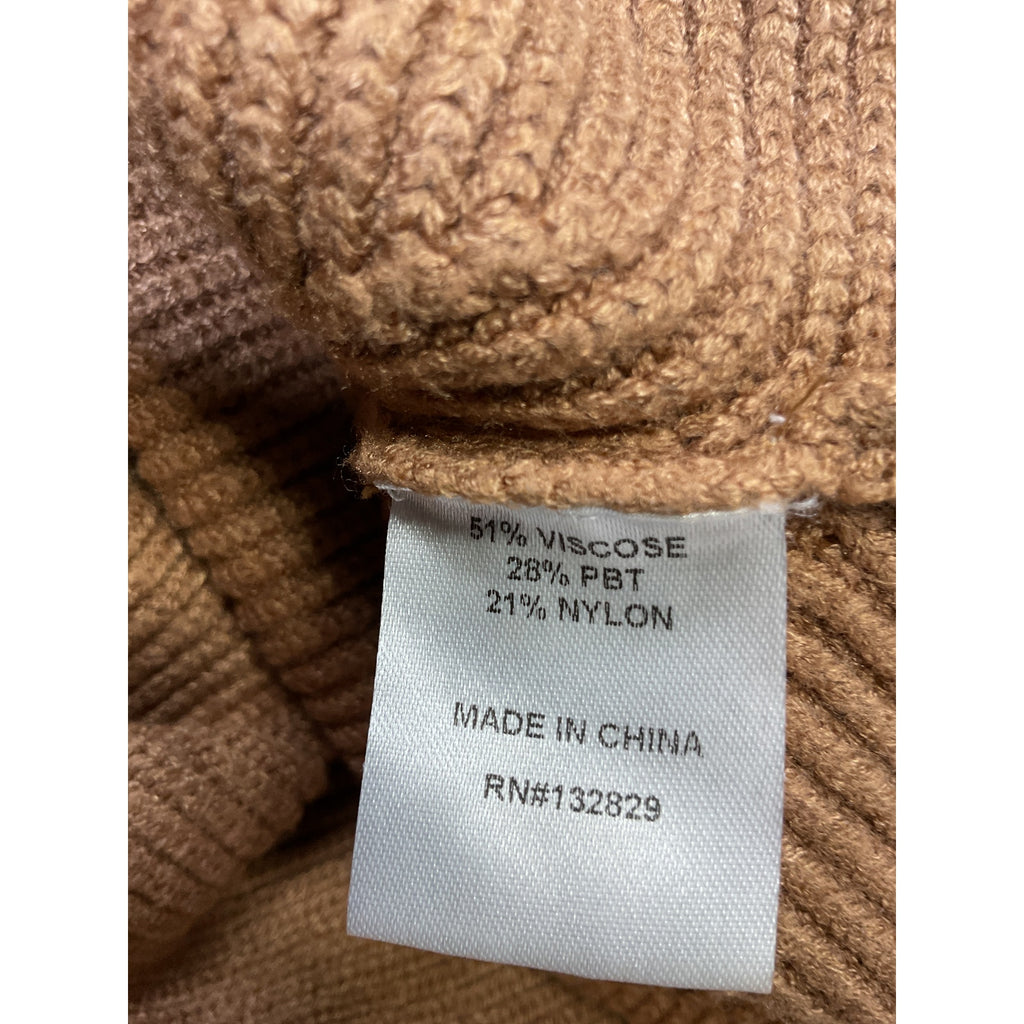 51% VISCOSE
28% PBT
21% NYLON
MADE IN CHINA
RN#132829